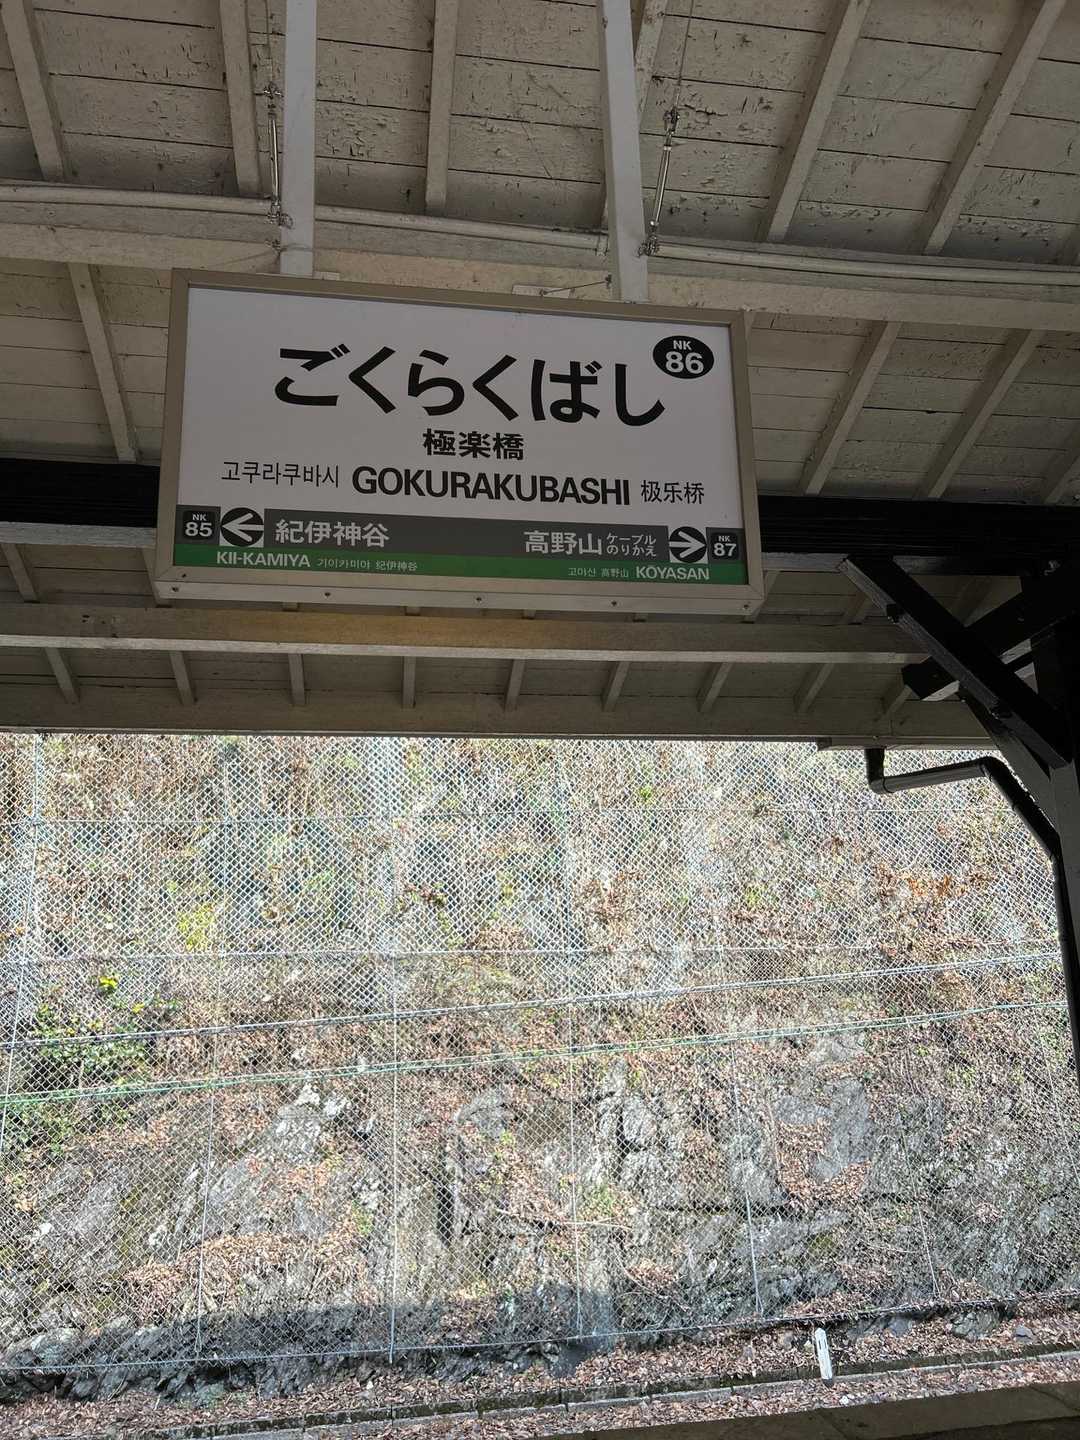 ごくらくばし
NK
86
極楽橋
고쿠라쿠바시 GOKURAKUBASHI 极乐桥
NK
85
紀伊神谷
高野山 ケーブル
のりかえ
NK
87
KII-KAMIYA 기이카미야 紀伊神谷
고야산 高野山 KŌYASAN